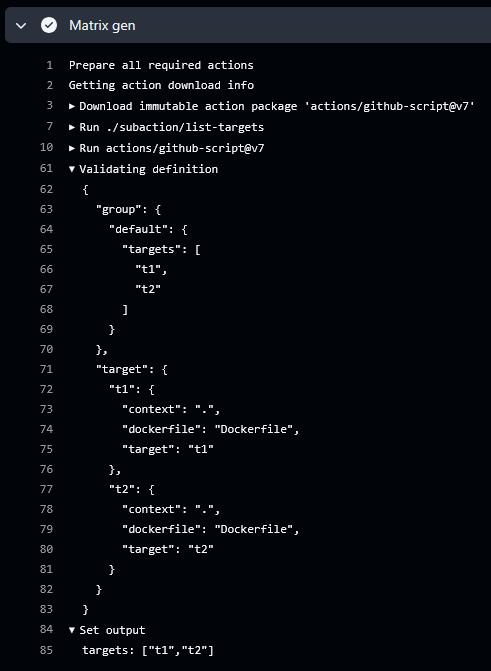 Matrix gen
1 Prepare all required actions
2 Getting action download info
3 ▸ Download immutable action package 'actions/github-script@v7'
7 ▸ Run ./subaction/list-targets
10 ▸ Run actions/github-script@v7
61 ▾ Validating definition
62 {
63 "group": {
64 "default": {
65 "targets": [
66 "t1",
67 "t2"
68 ]
69 }
70 },
71 "target": {
72 "t1": {
73 "context": ".",
74 "dockerfile": "Dockerfile",
75 "target": "t1"
76 },
77 "t2": {
78 "context": ".",
79 "dockerfile": "Dockerfile",
80 "target": "t2"
81 }
82 }
83 }
84 ▾ Set output
85 targets: ["t1","t2"]